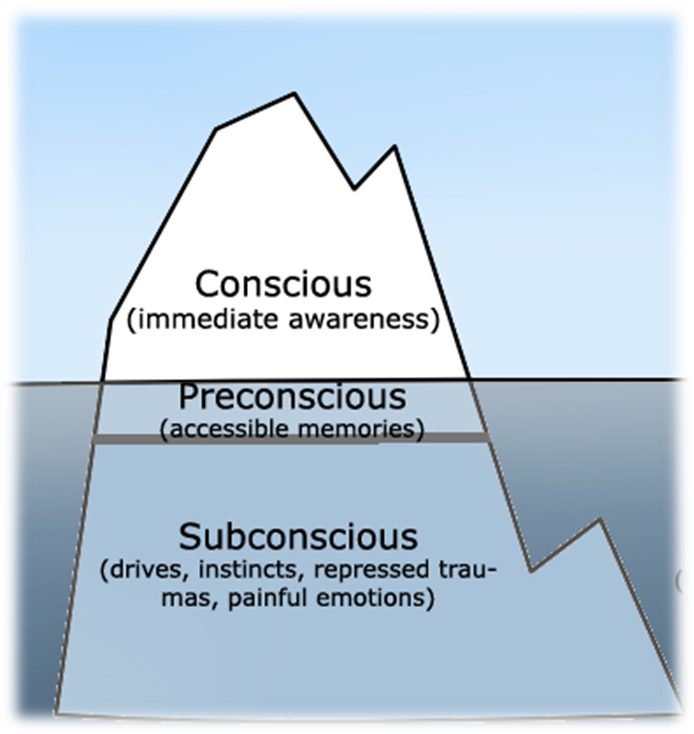 Conscious
(immediate awareness)
Preconscious
(accessible memories)
Subconscious
(drives, instincts, repressed trau-
mas, painful emotions)
(